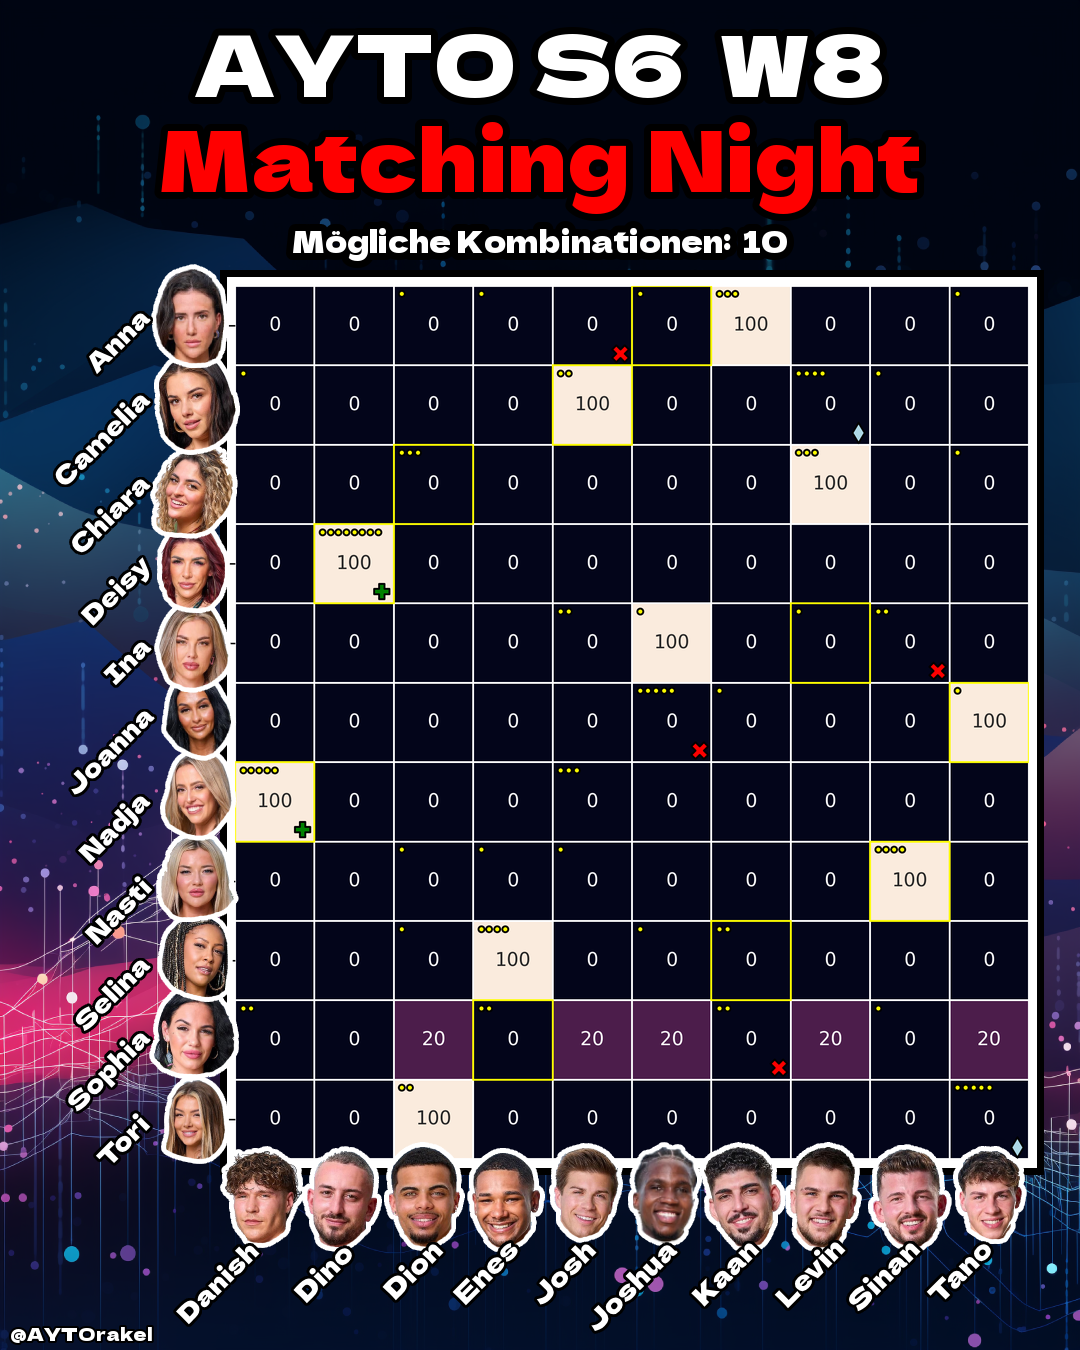 AYTO S6 W8
Matching Night
Mögliche Kombinationen: 10
Anna 0 0 0 0 0 0 100 0 0 0
Camelia 0 0 0 0 100 0 0 0 0 0
Chiara 0 0 0 0 0 0 0 100 0 0
Deisy 0 100 0 0 0 0 0 0 0 0
Ina 0 0 0 0 0 100 0 0 0 0
Joanna 0 0 0 0 0 0 0 0 0 100
Nadja 100 0 0 0 0 0 0 0 0 0
Nasti 0 0 0 0 0 0 0 0 100 0
Selina 0 0 0 100 0 0 0 0 0 0
Sophia 0 0 20 0 20 20 0 20 0 20
Tori 0 0 100 0 0 0 0 0 0 0
Danish Dino Dion Enes Josh Joshua Kaan Levin Sinan Tano
@AYTOrakel